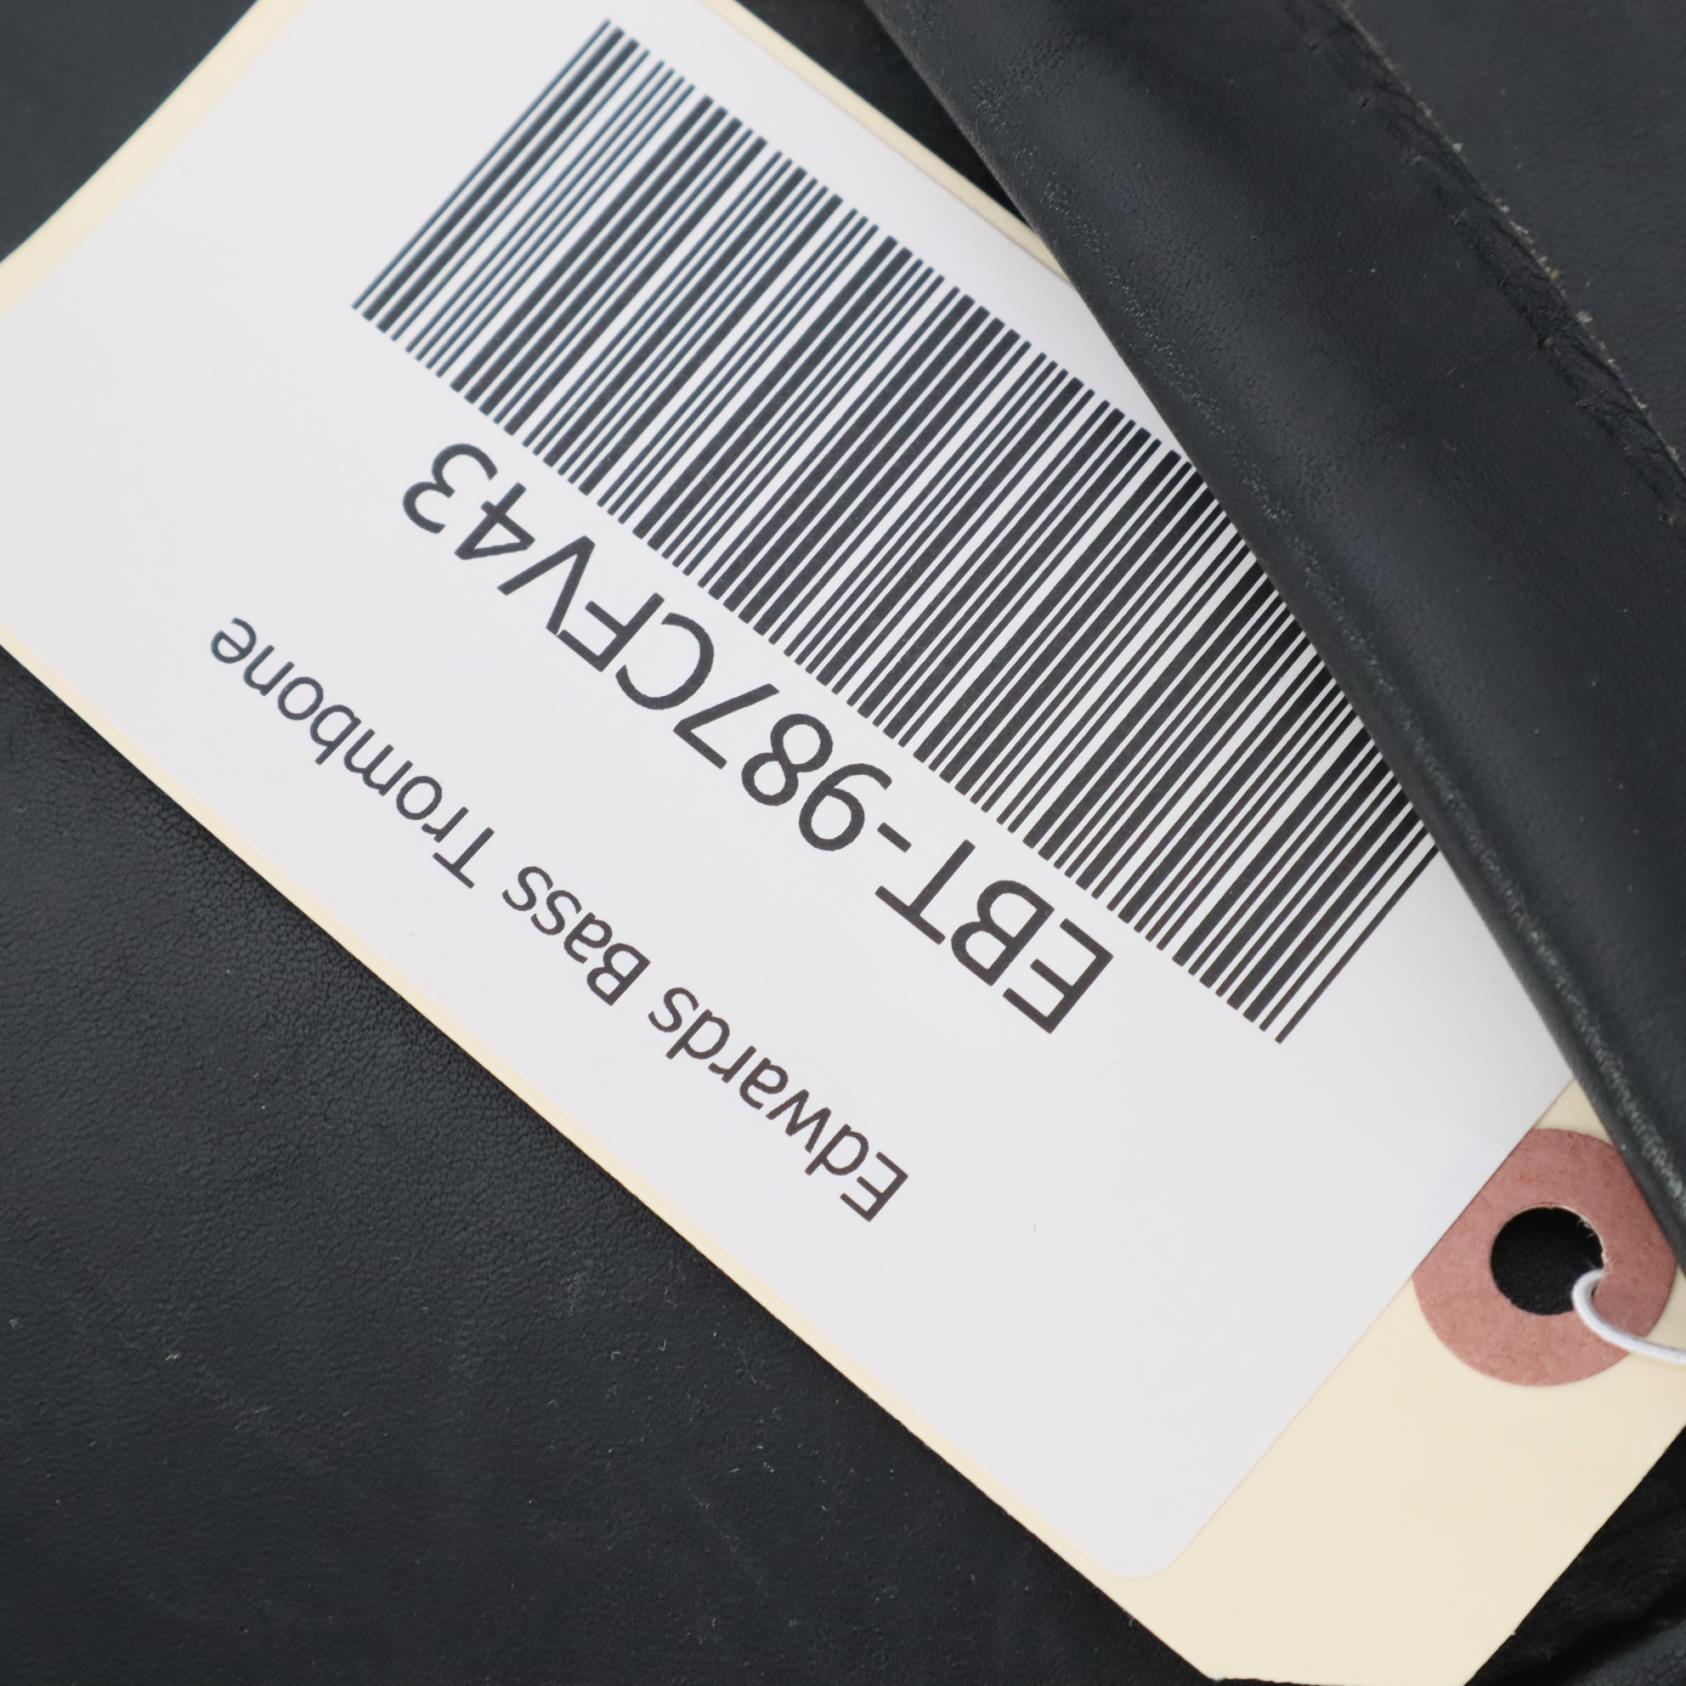 EBT-987CFV43
Edwards Bass Trombone